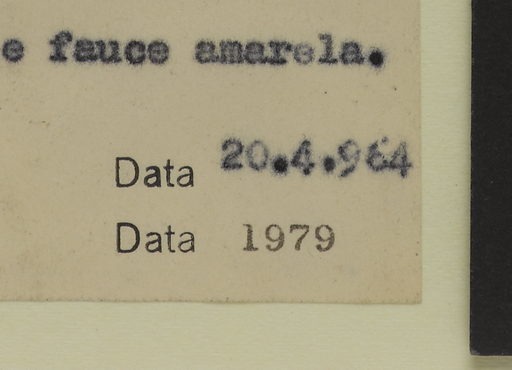 e fauce amarela.
Data 20.4.964
Data 1979